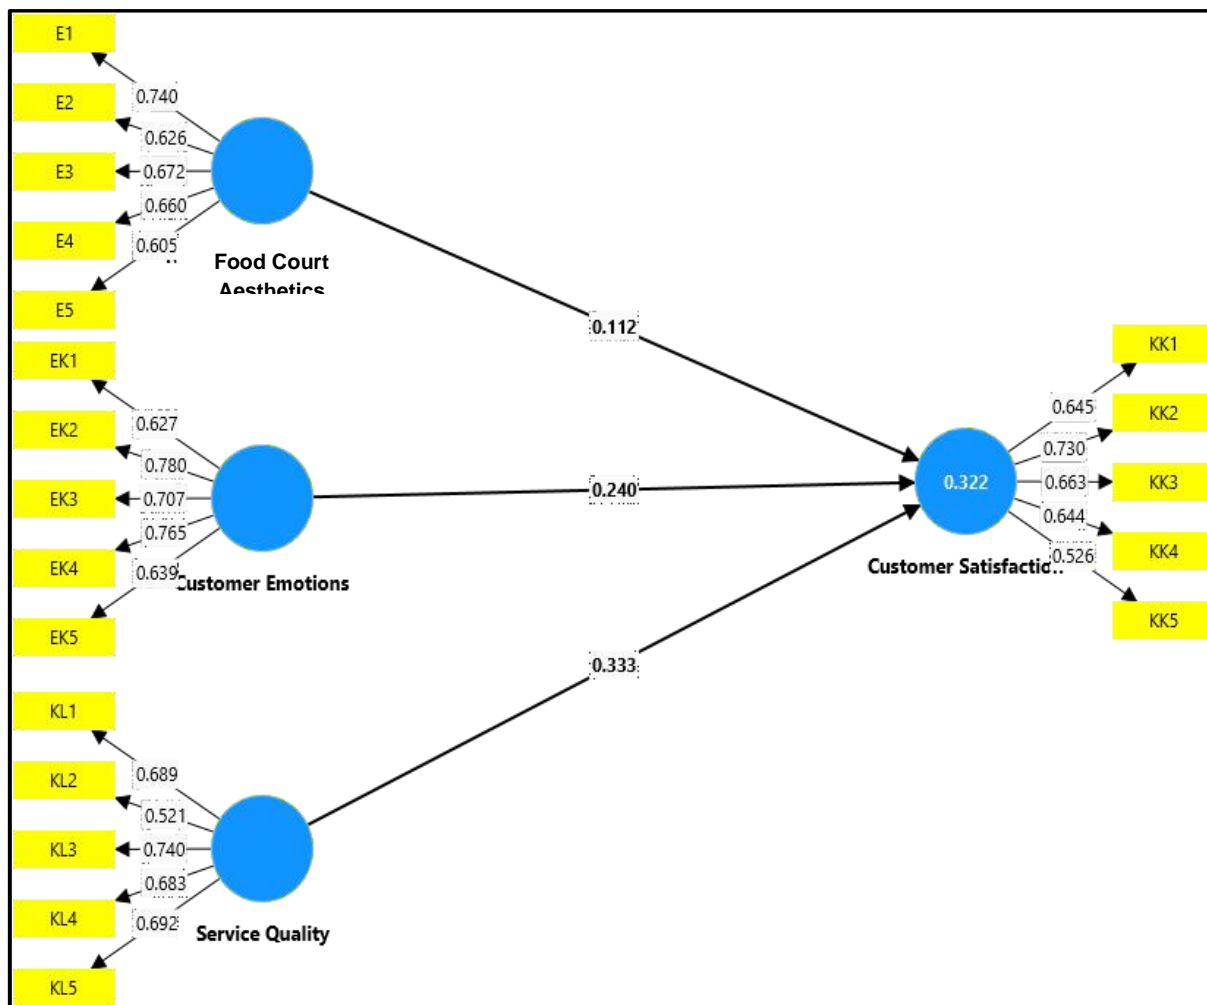 E1
0.740
E2
0.626
E3
0.672
E4
0.660
E5
0.605
Food Court
Aesthetics
0.112
EK1
0.627
EK2
0.780
EK3
0.707
EK4
0.765
EK5
0.639
Customer Emotions
0.240
KL1
0.689
KL2
0.521
KL3
0.740
KL4
0.683
KL5
0.692
Service Quality
0.333
0.322
Customer Satisfaction
KK1
0.645
KK2
0.730
KK3
0.663
KK4
0.644
KK5
0.526